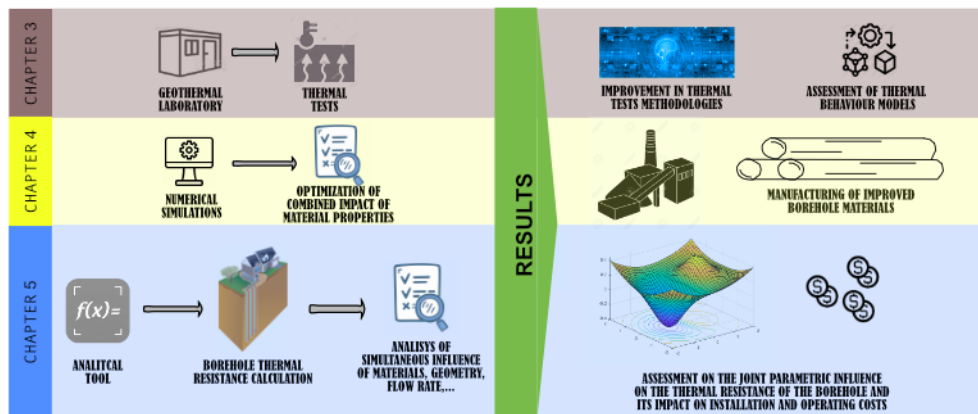 CHAPTER 3
GEOTHERMAL
LABORATORY
THERMAL
TESTS
IMPROVEMENT IN THERMAL
TESTS METHODOLOGIES
ASSESSMENT OF THERMAL
BEHAVIOUR MODELS
CHAPTER 4
NUMERICAL
SIMULATIONS
OPTIMIZATION OF
COMBINED IMPACT OF
MATERIAL PROPERTIES
RESULTS
MANUFACTURING OF IMPROVED
BOREHOLE MATERIALS
CHAPTER 5
f(x)=
ANALITCAL
TOOL
BOREHOLE THERMAL
RESISTANCE CALCULATION
ANALISYS OF
SIMULTANEOUS INFLUENCE
OF MATERIALS, GEOMETRY,
FLOW RATE,...
ASSESSMENT ON THE JOINT PARAMETRIC INFLUENCE
ON THE THERMAL RESISTANCE OF THE BOREHOLE AND
ITS IMPACT ON INSTALLATION AND OPERATING COSTS